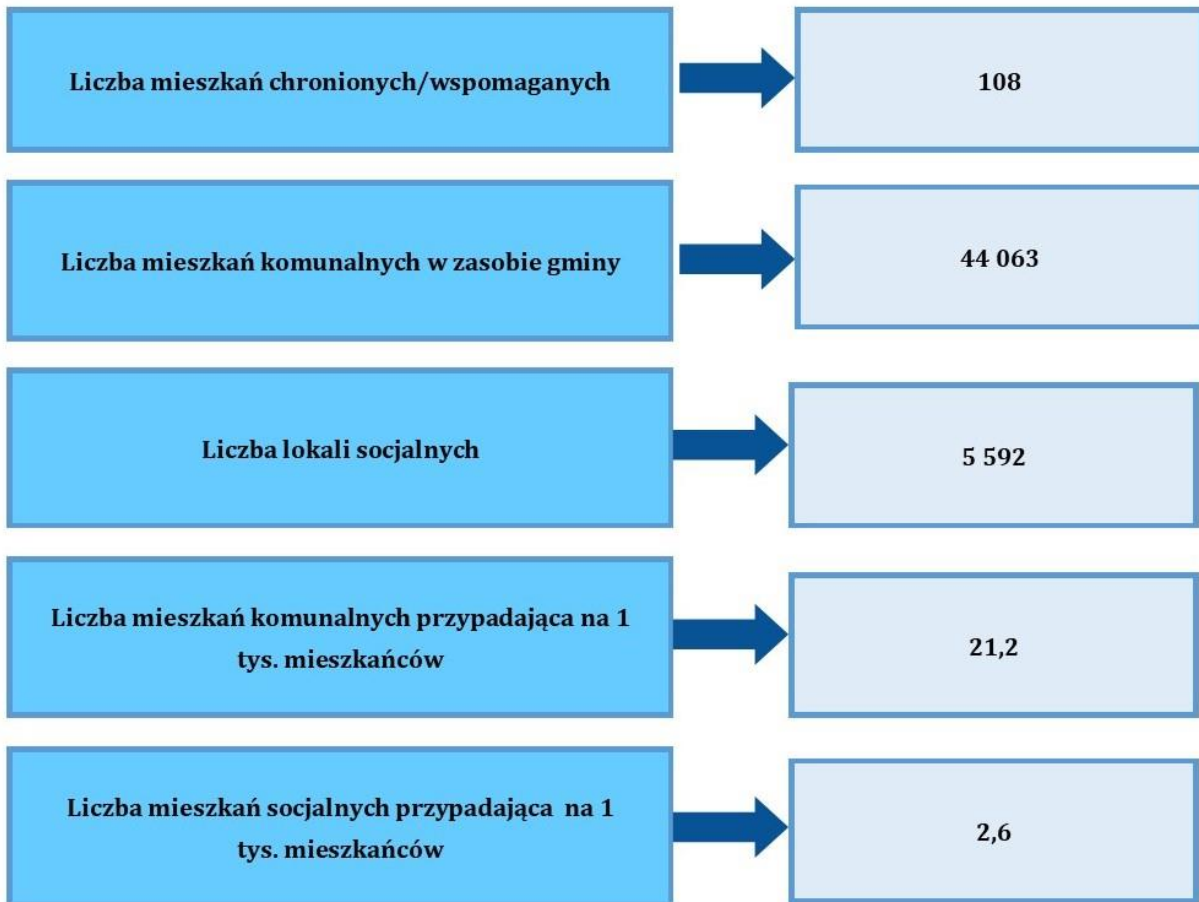 Liczba mieszkań chronionych/wspomaganych
108
Liczba mieszkań komunalnych w zasobie gminy
44 063
Liczba lokali socjalnych
5 592
Liczba mieszkań komunalnych przypadająca na 1
tys. mieszkańców
21,2
Liczba mieszkań socjalnych przypadająca  na 1
tys. mieszkańców
2,6